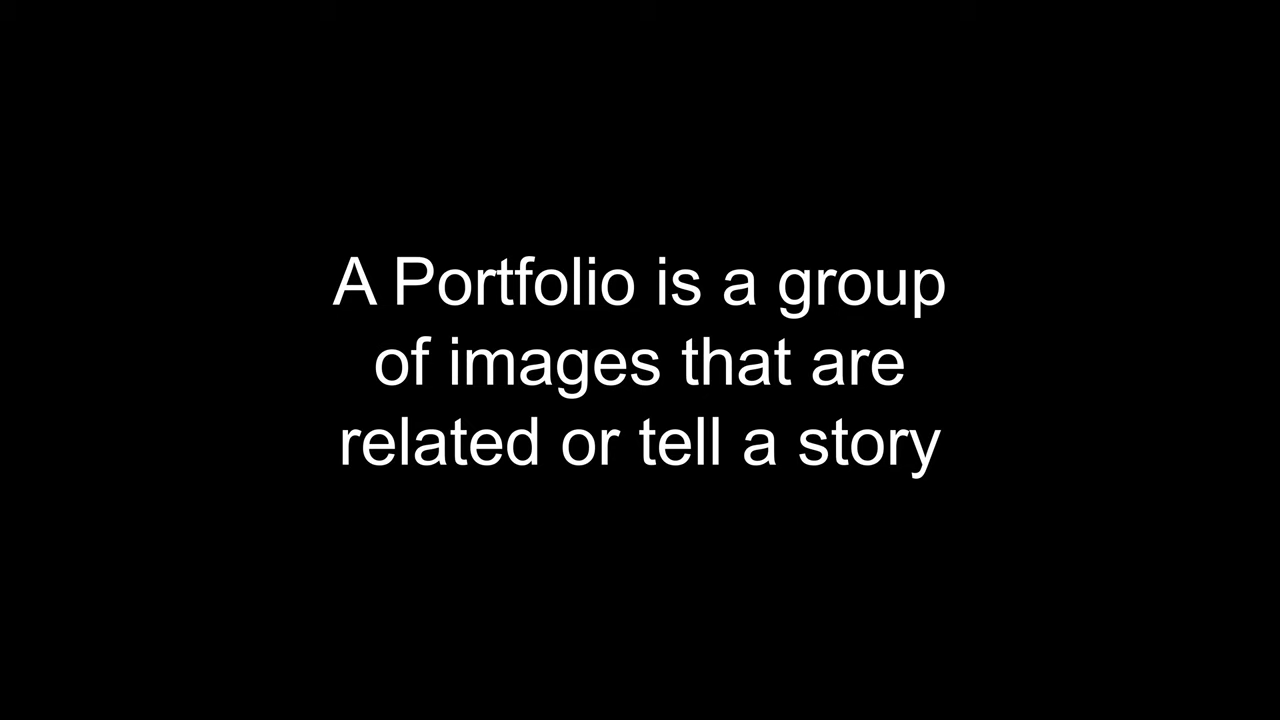 A Portfolio is a group
of images that are
related or tell a story